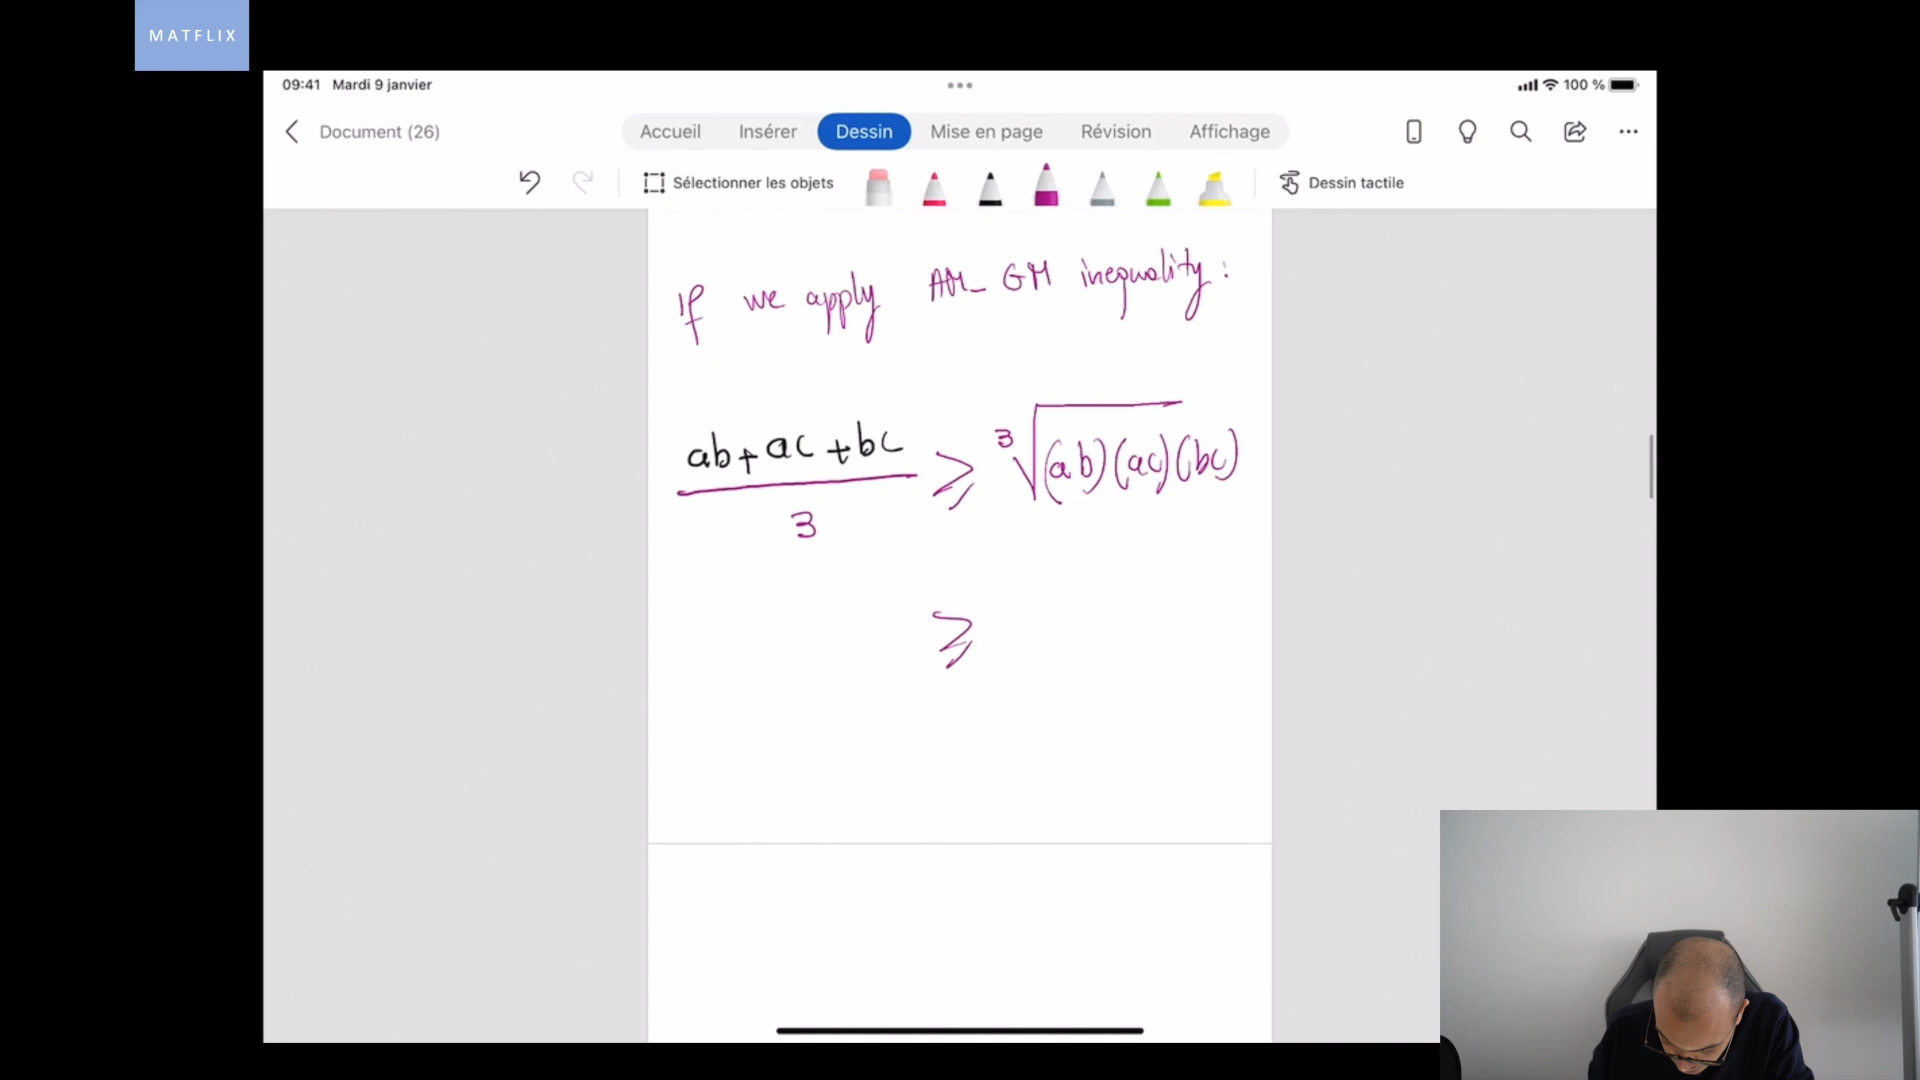 MATFLIX
09:41 Mardi 9 janvier
100 %
Document (26)
Accueil Insérer Dessin Mise en page Révision Affichage
Sélectionner les objets
Dessin tactile
If we apply AM_ GM inequality :
ab+ac+bc
3
≥ ∛(ab)(ac)(bc)
≥